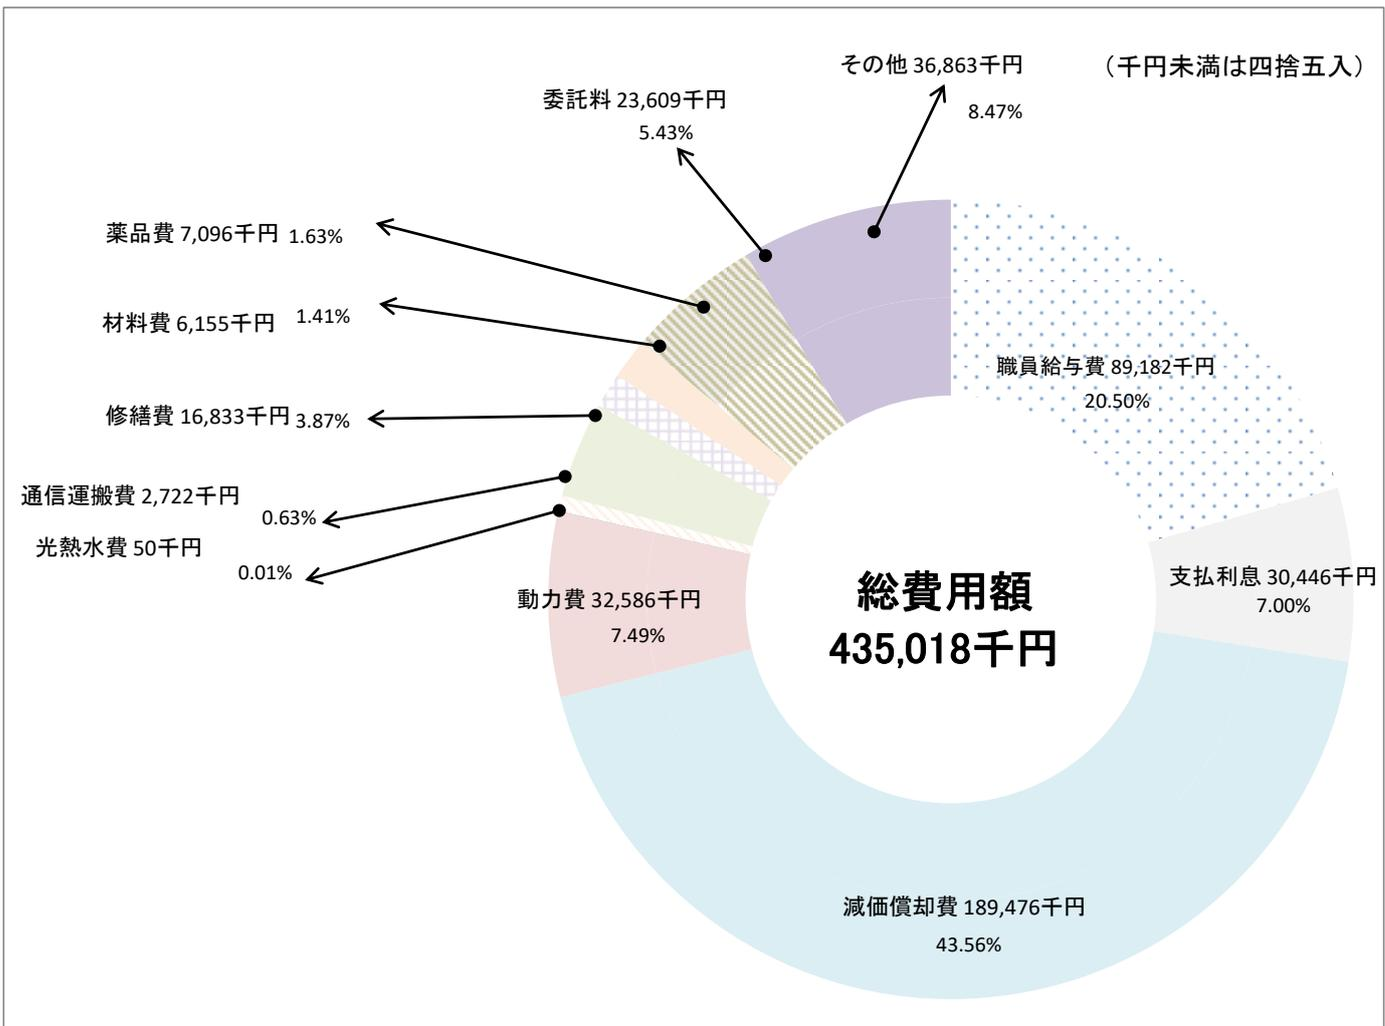 （千円未満は四捨五入）
その他 36,863千円
8.47%
委託料 23,609千円
5.43%
薬品費 7,096千円 1.63%
材料費 6,155千円 1.41%
修繕費 16,833千円 3.87%
通信運搬費 2,722千円
0.63%
光熱水費 50千円
0.01%
動力費 32,586千円
7.49%
職員給与費 89,182千円
20.50%
支払利息 30,446千円
7.00%
総費用額
435,018千円
減価償却費 189,476千円
43.56%